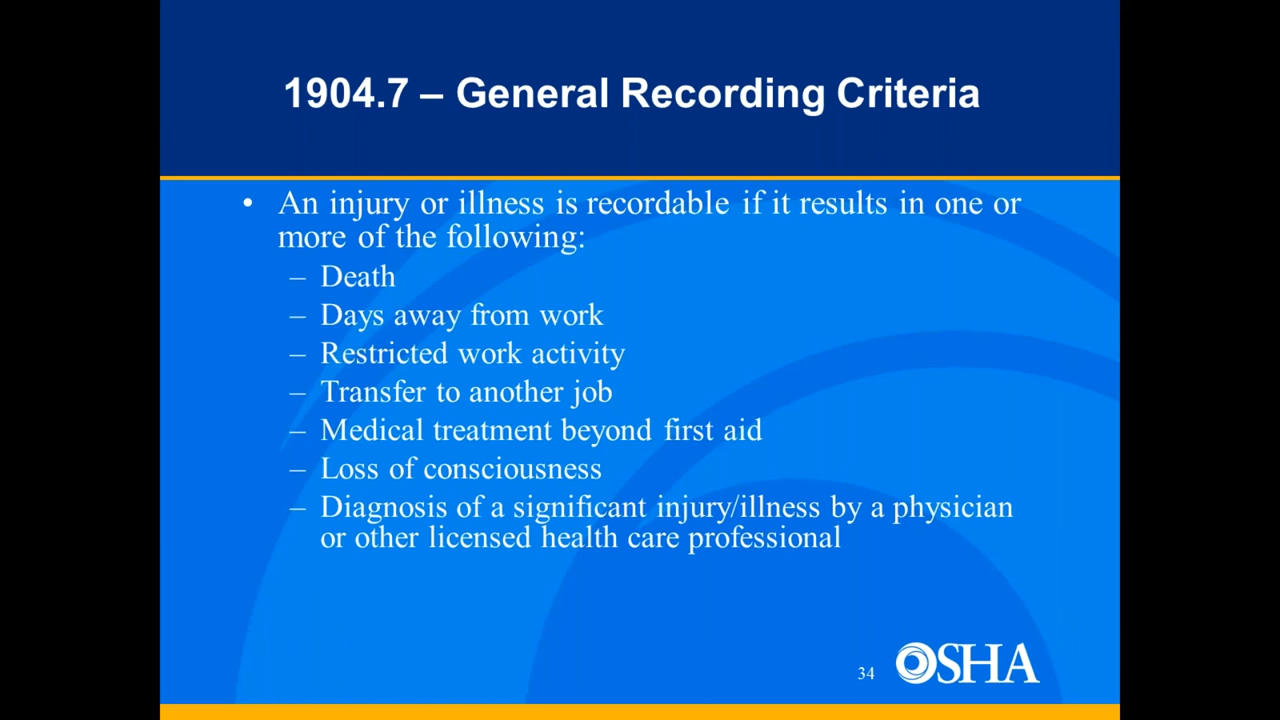 1904.7 – General Recording Criteria
• An injury or illness is recordable if it results in one or
more of the following:
– Death
– Days away from work
– Restricted work activity
– Transfer to another job
– Medical treatment beyond first aid
– Loss of consciousness
– Diagnosis of a significant injury/illness by a physician
or other licensed health care professional
34
OSHA